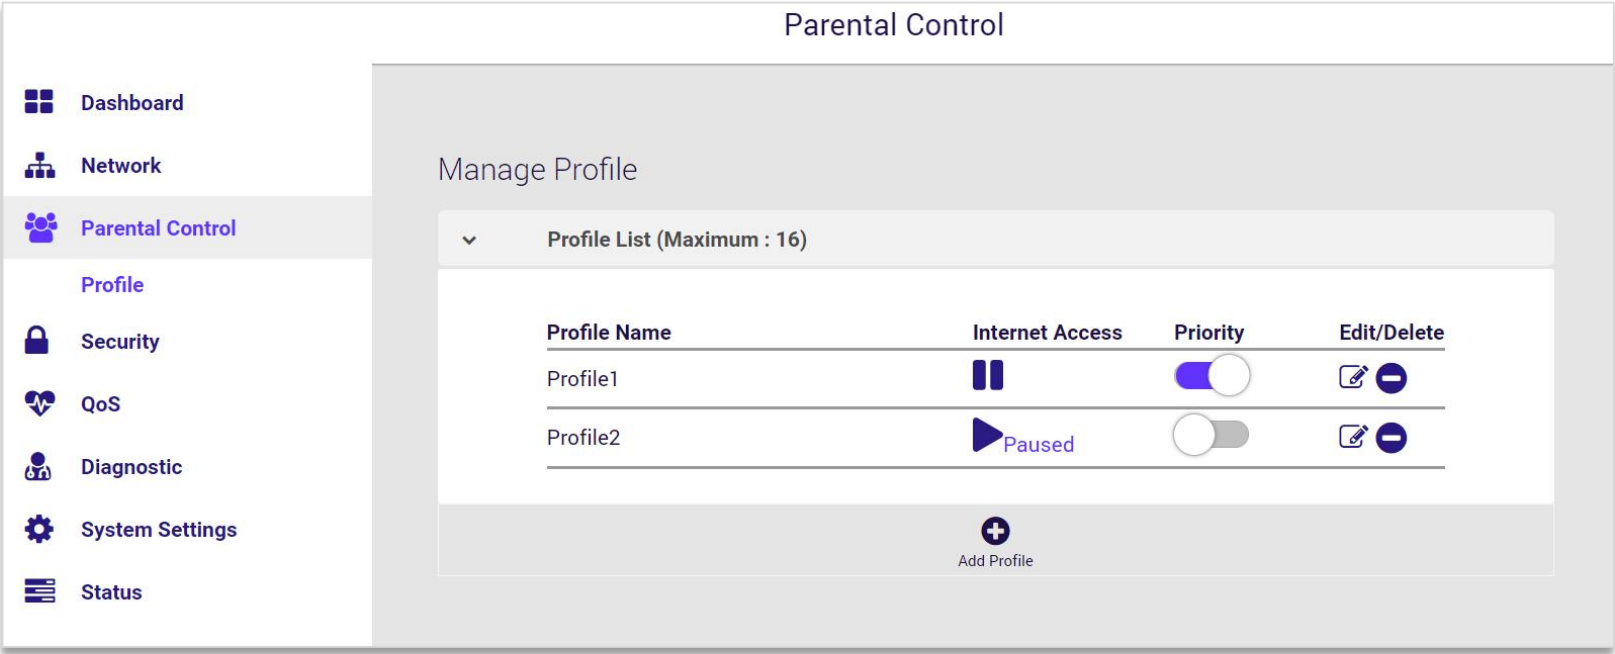 Parental Control
Dashboard
Network
Parental Control
Profile
Security
QoS
Diagnostic
System Settings
Status
Manage Profile
Profile List (Maximum : 16)
Profile Name Internet Access Priority Edit/Delete
Profile1
Profile2 Paused
Add Profile